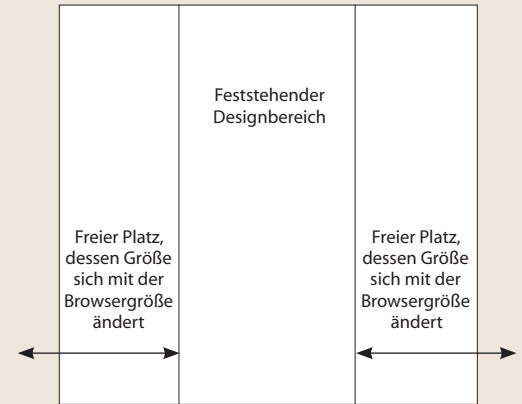 Feststehender
Designbereich
Freier Platz,
dessen Größe
sich mit der
Browsergröße
ändert
Freier Platz,
dessen Größe
sich mit der
Browsergröße
ändert